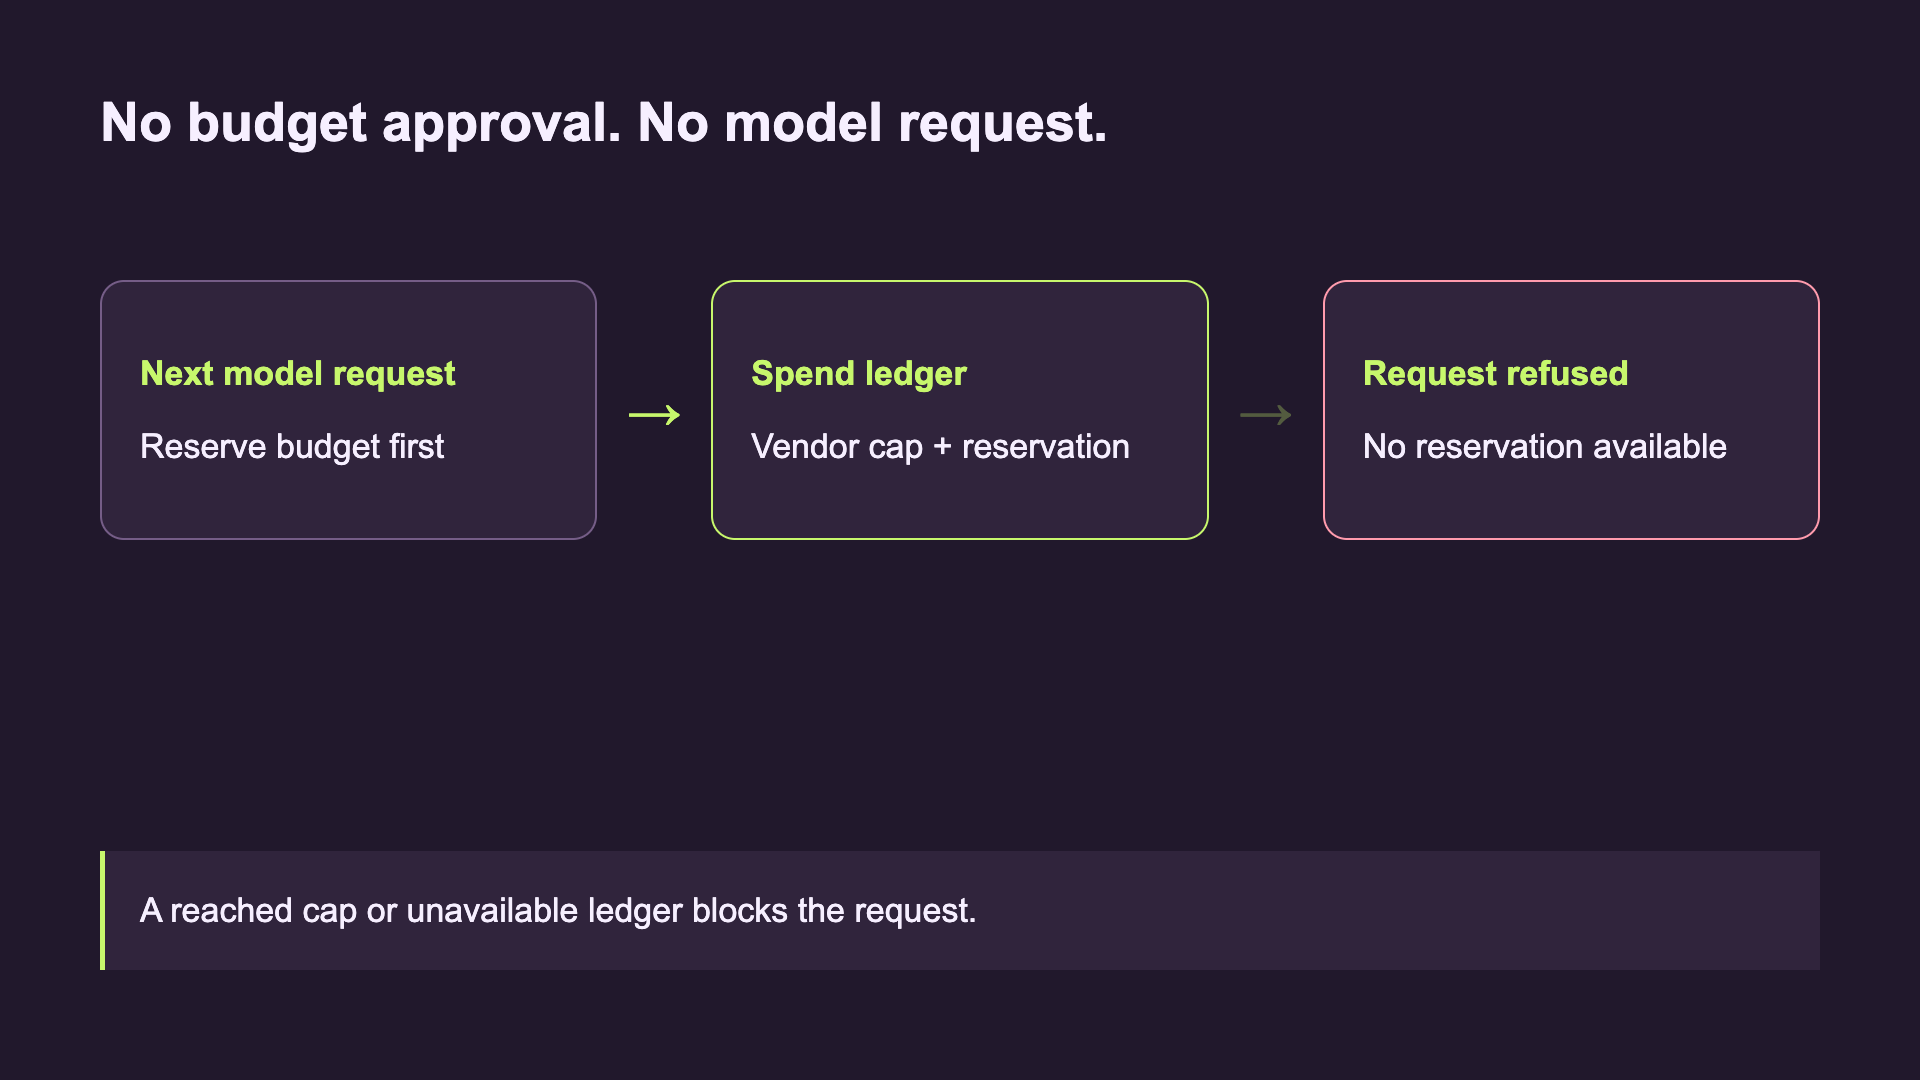 No budget approval. No model request.
Next model request
Reserve budget first
→
Spend ledger
Vendor cap + reservation
→
Request refused
No reservation available
A reached cap or unavailable ledger blocks the request.